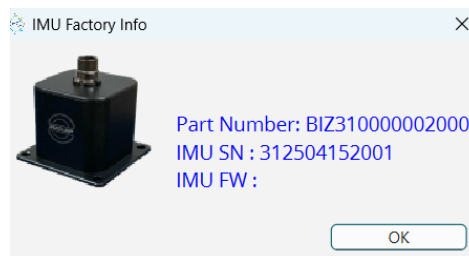 IMU Factory Info
Part Number: BIZ310000002000
IMU SN : 312504152001
IMU FW :
OK